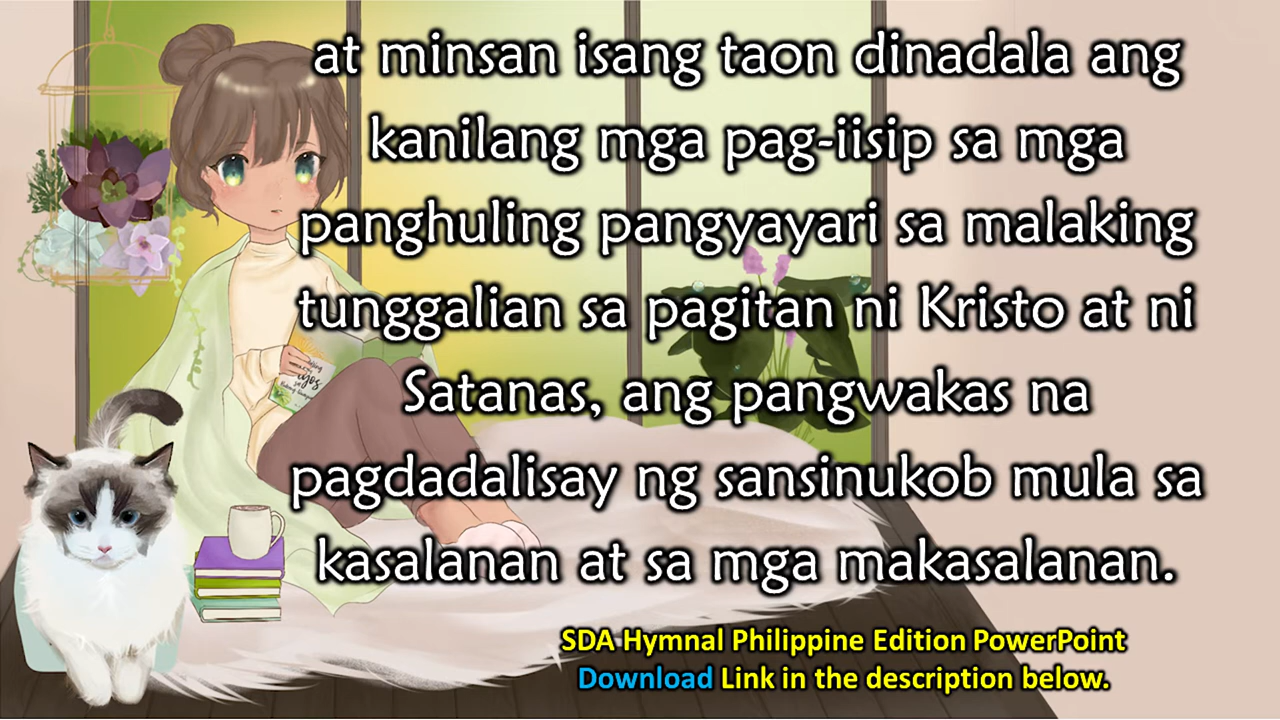 at minsan isang taon dinadala ang
kanilang mga pag-iisip sa mga
panghuling pangyayari sa malaking
tunggalian sa pagitan ni Kristo at ni
Satanas, ang pangwakas na
pagdadalisay ng sansinukob mula sa
kasalanan at sa mga makasalanan.
SDA Hymnal Philippine Edition PowerPoint
Download Link in the description below.